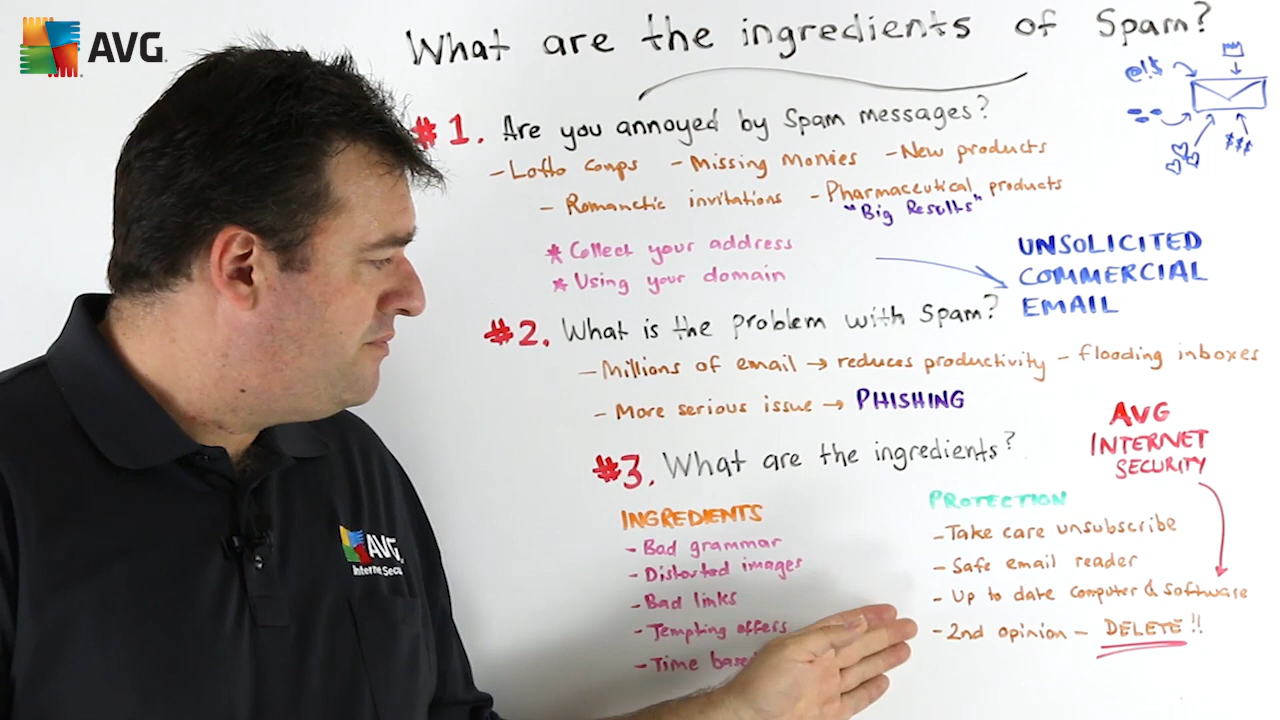 AVG
What are the ingredients of Spam?
@!$
$$$
#1. Are you annoyed by Spam messages?
- Lotto comps - Missing monies - New products
- Romanctic invitations - Pharmaceutical products
"Big Results"
* Collect your address
* Using your domain
UNSOLICITED
COMMERCIAL
EMAIL
#2. What is the problem with Spam?
- Millions of email → reduces productivity - flooding inboxes
- More serious issue → PHISHING
AVG
INTERNET
SECURITY
#3. What are the ingredients?
INGREDIENTS
- Bad grammar
- Distorted images
- Bad links
- Tempting offers
- Time based
PROTECTION
- Take care unsubscribe
- Safe email reader
- Up to date computer & software
- 2nd opinion - DELETE!!
AVG
Internet Secu